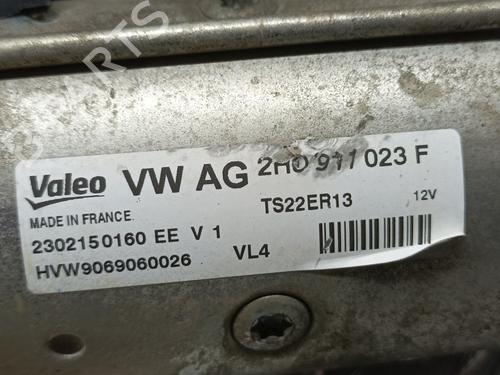 Valeo VW AG 2H0 911 023 F
MADE IN FRANCE TS22ER13 12V
2302150160 EE V 1
HVW9069060026 VL4